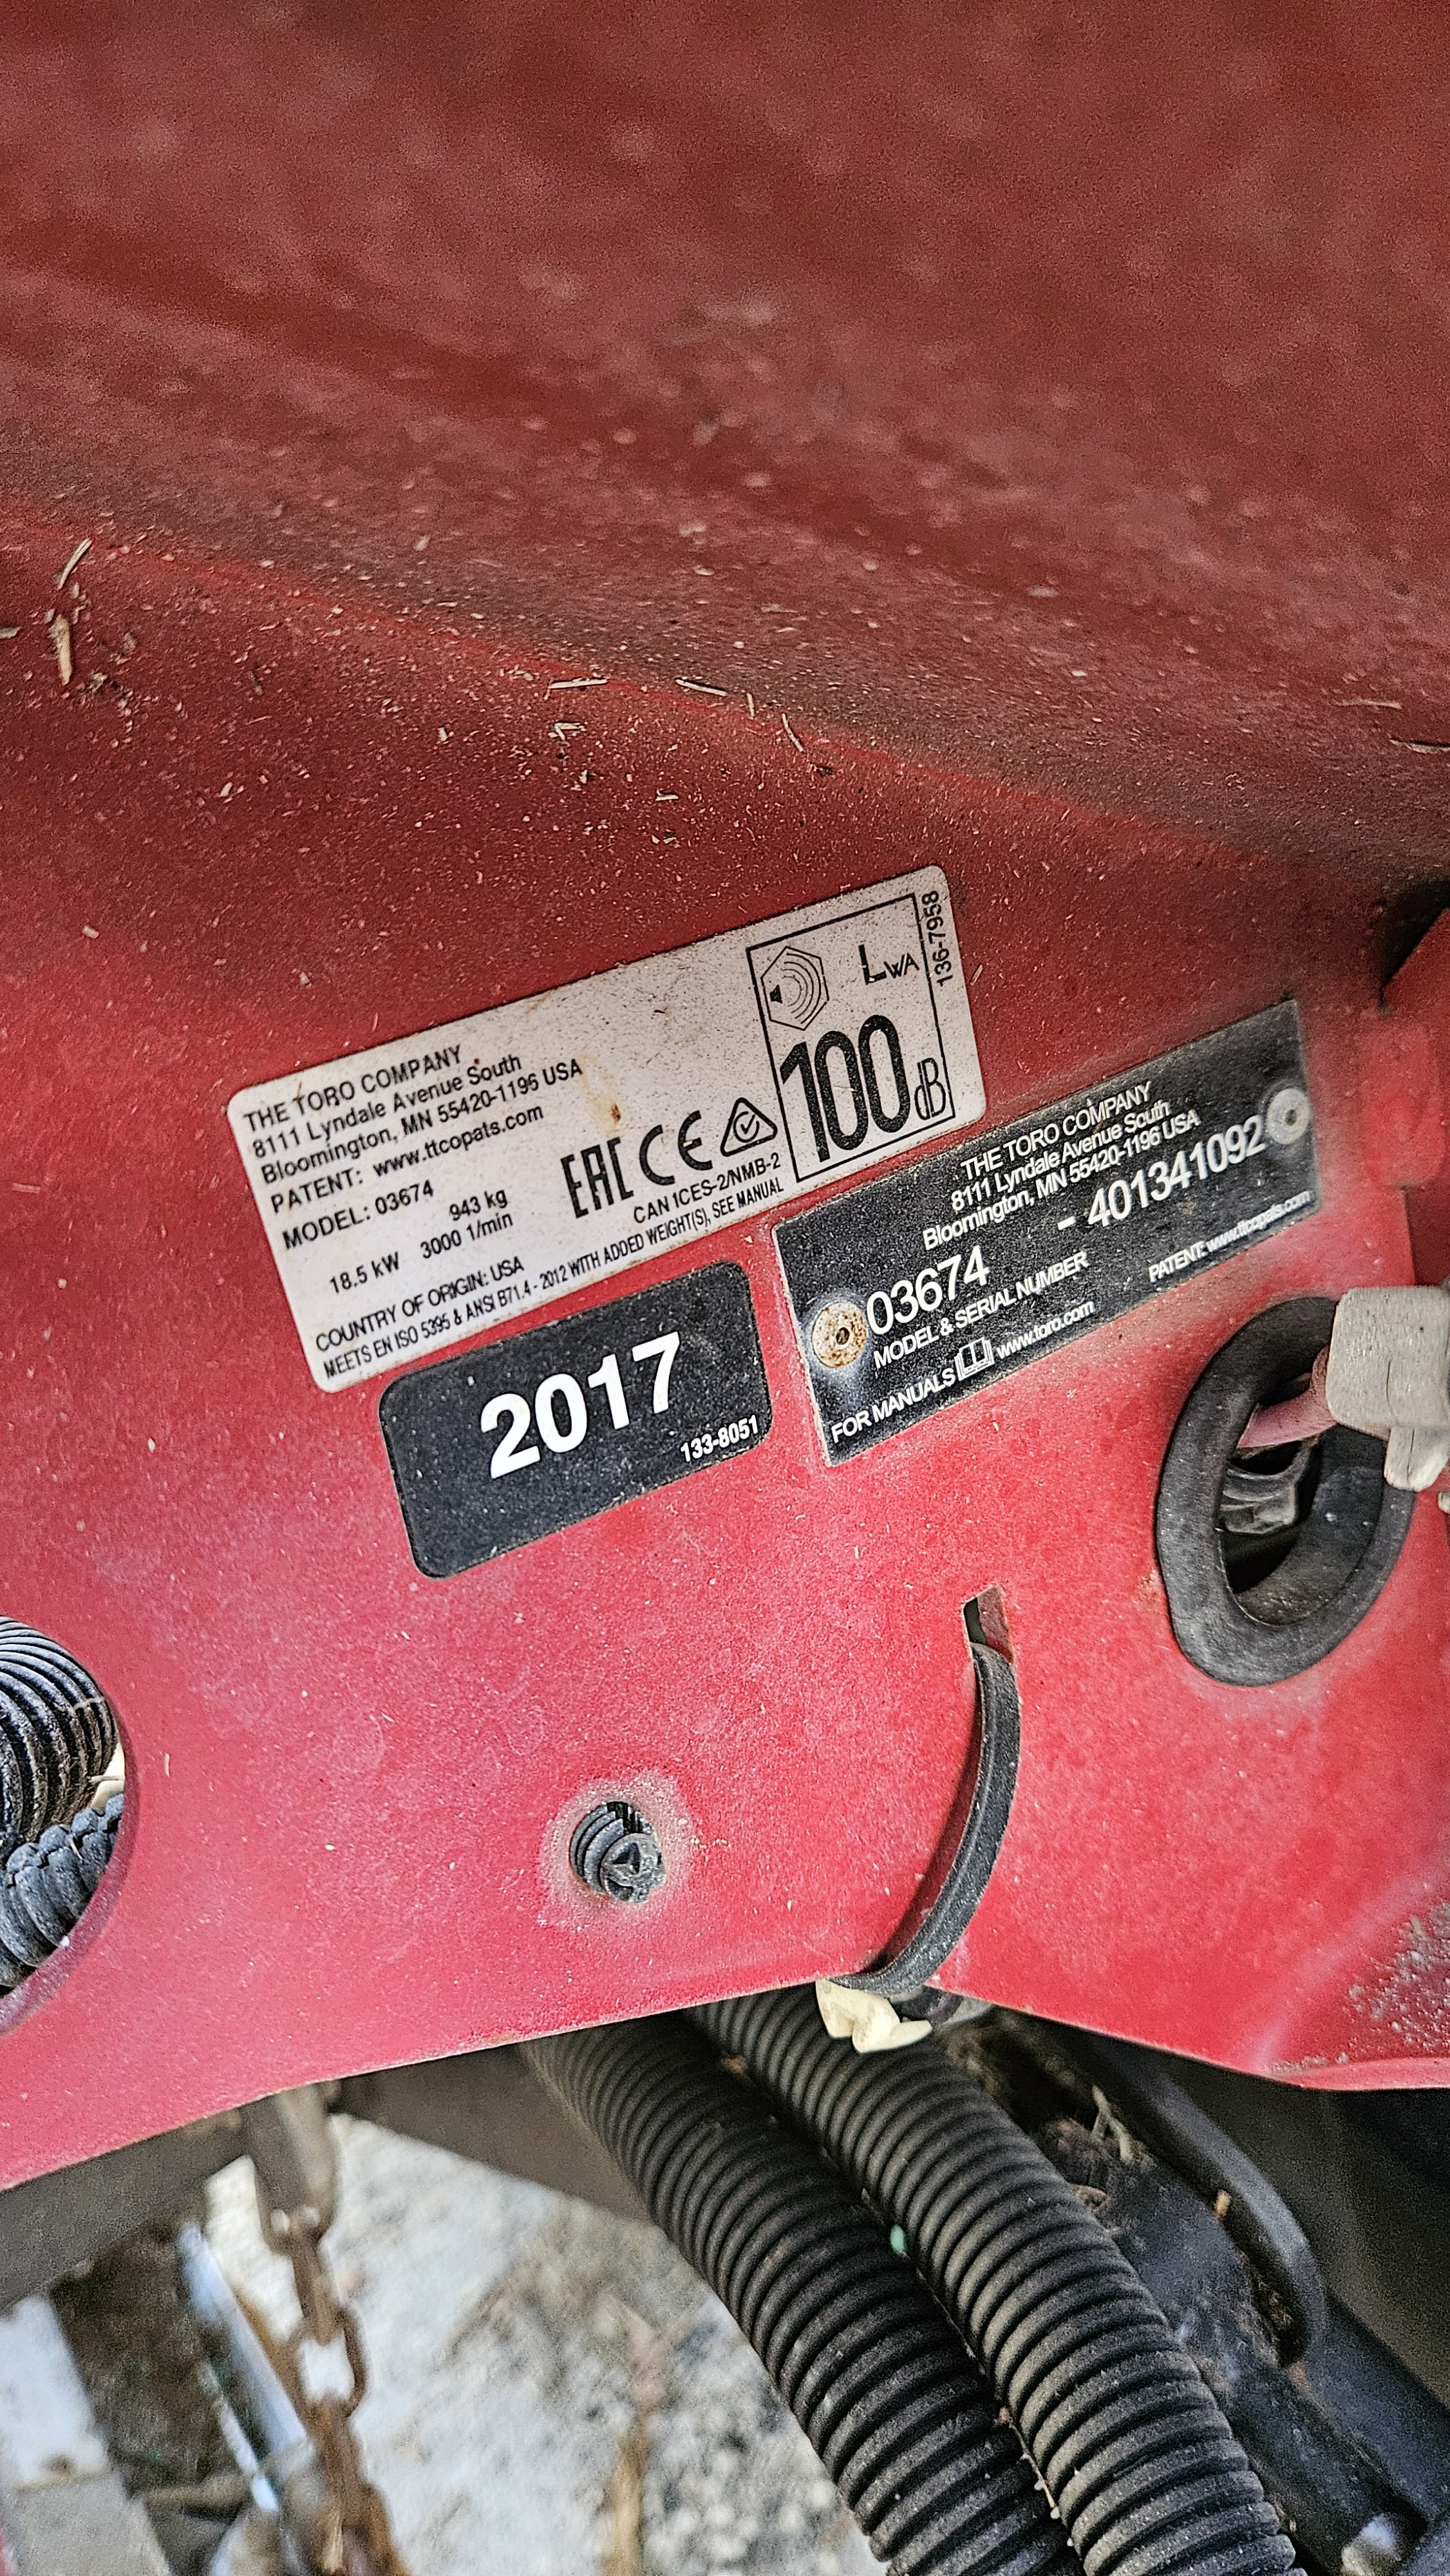 THE TORO COMPANY
8111 Lyndale Avenue South
Bloomington, MN 55420-1196 USA
PATENT: www.ttcopats.com
MODEL: 03674
943 kg
18.5 kW 3000 1/min
COUNTRY OF ORIGIN: USA
MEETS EN ISO 5395 & ANSI B71.4 - 2012 WITH ADDED WEIGHT(S), SEE MANUAL
EAC CE
CAN ICES-2/NMB-2
LWA
100 dB
136-7958
2017
133-8051
THE TORO COMPANY
8111 Lyndale Avenue South
Bloomington, MN 55420-1196 USA
03674 - 401341092
MODEL & SERIAL NUMBER
PATENT: www.ttcopats.com
FOR MANUALS www.toro.com